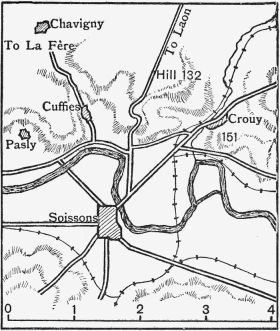 Chavigny
To La Fère
To Laon
Hill 132
Cuffies
Crouy
151
Pasly
Soissons
0 1 2 3 4